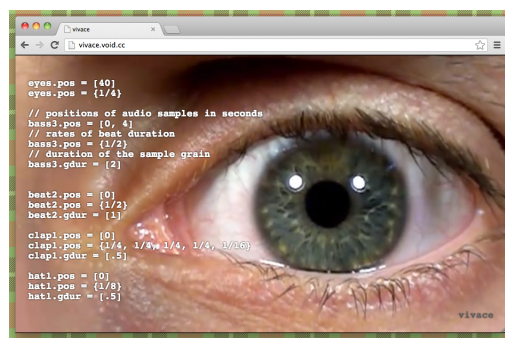 vivace
vivace.void.cc
eyes.pos = [40]
eyes.pos = {1/4}
// positions of audio samples in seconds
bass3.pos = [0, 4]
// rates of beat duration
bass3.pos = {1/2}
// duration of the sample grain
bass3.gdur = [2]
beat2.pos = [0]
beat2.pos = {1/2}
beat2.gdur = [1]
clap1.pos = [0]
clap1.pos = {1/4, 1/4, 1/4, 1/4, 1/16}
clap1.gdur = [.5]
hat1.pos = [0]
hat1.pos = {1/8}
hat1.gdur = [.5]
vivace